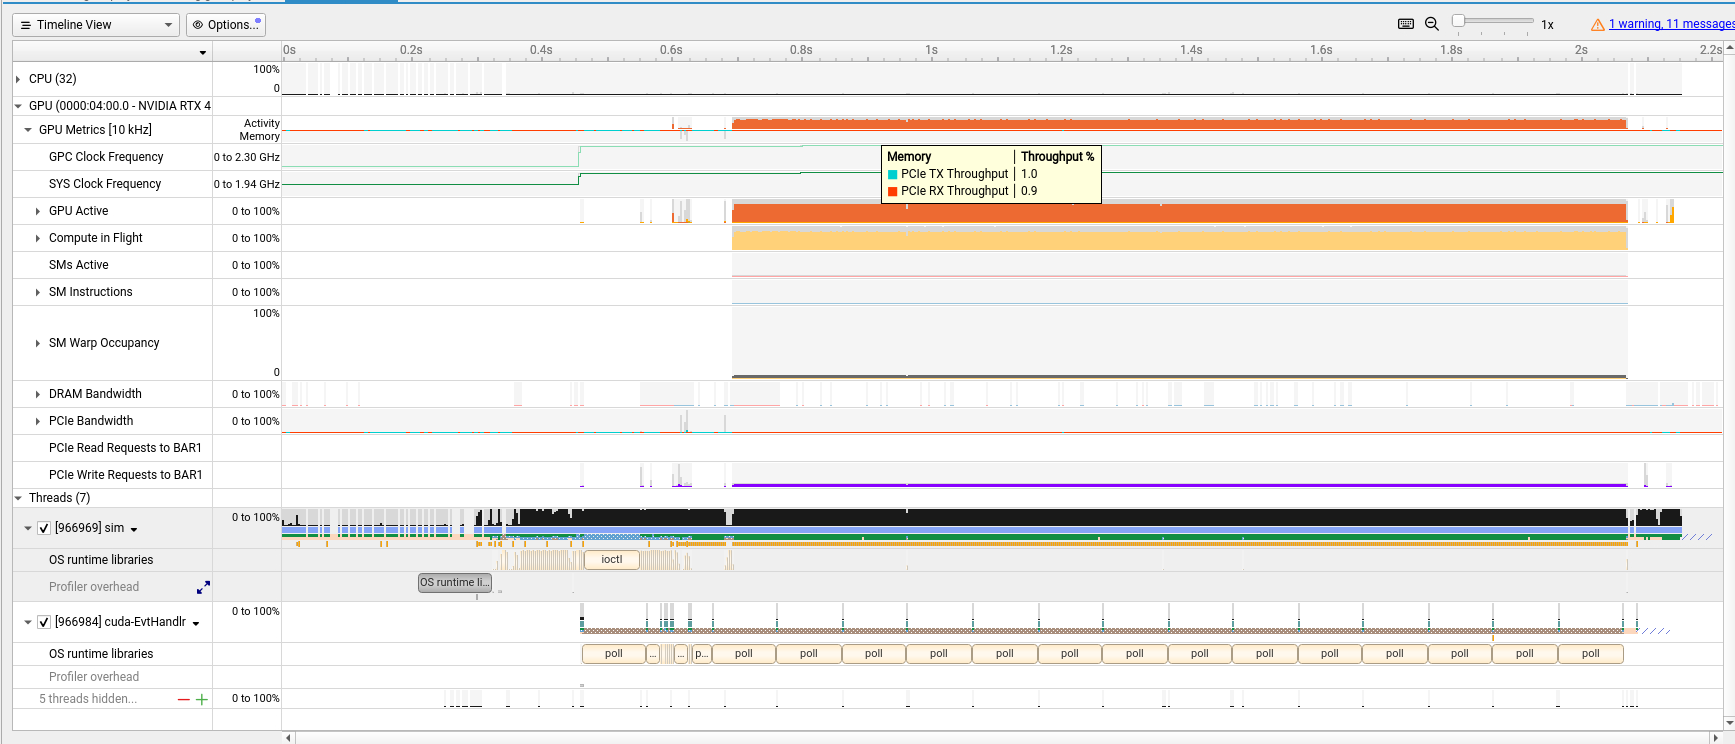 Timeline View Options... 1x 1 warning, 11 messages
0s 0.2s 0.4s 0.6s 0.8s 1s 1.2s 1.4s 1.6s 1.8s 2s 2.2s
CPU (32) 100% 0
GPU (0000:04:00.0 - NVIDIA RTX 4
GPU Metrics [10 kHz] Activity Memory
GPC Clock Frequency 0 to 2.30 GHz
SYS Clock Frequency 0 to 1.94 GHz
Memory Throughput %
PCIe TX Throughput 1.0
PCIe RX Throughput 0.9
GPU Active 0 to 100%
Compute in Flight 0 to 100%
SMs Active 0 to 100%
SM Instructions 0 to 100%
SM Warp Occupancy 100% 0
DRAM Bandwidth 0 to 100%
PCIe Bandwidth 0 to 100%
PCIe Read Requests to BAR1
PCIe Write Requests to BAR1
Threads (7)
[966969] sim 0 to 100%
OS runtime libraries ioctl
Profiler overhead OS runtime li...
[966984] cuda-EvtHandlr 0 to 100%
OS runtime libraries poll ... ... p... poll poll poll poll poll poll poll poll poll poll poll poll poll poll
Profiler overhead
5 threads hidden... 0 to 100%